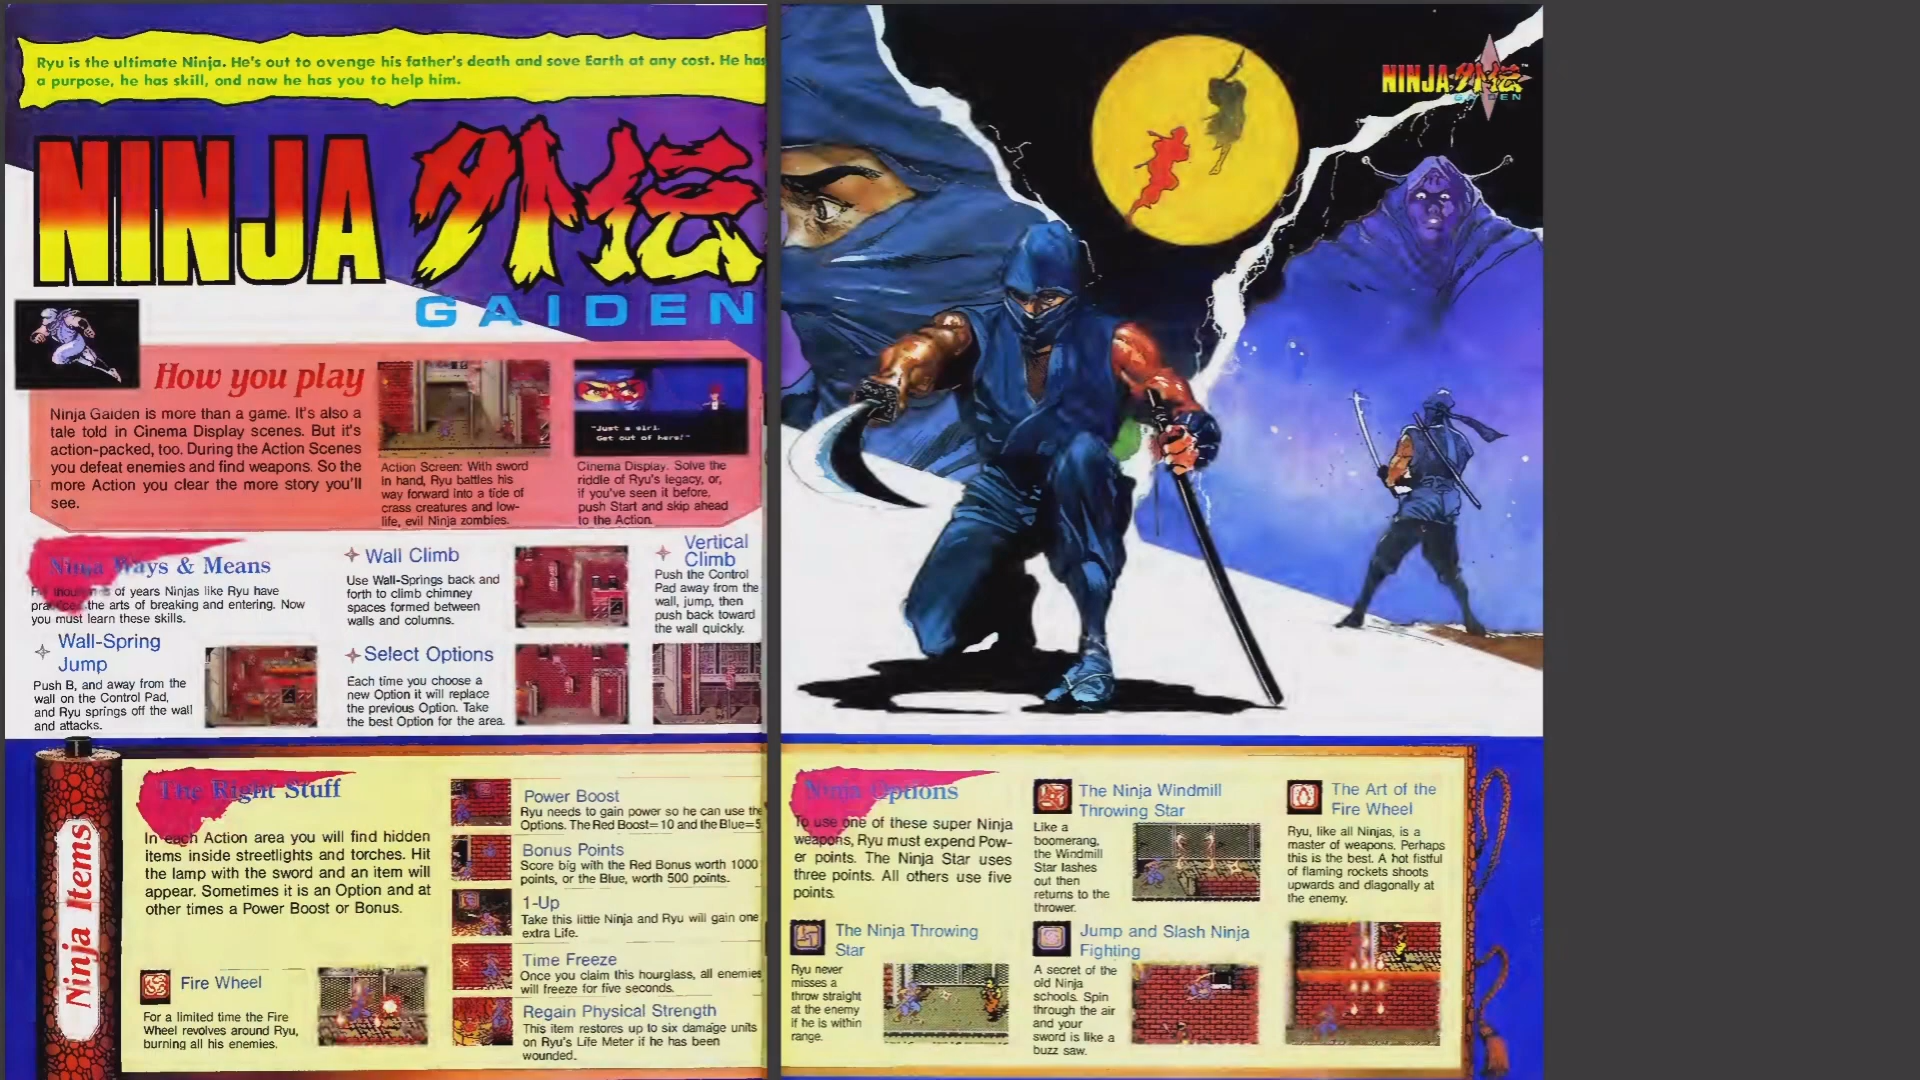 Ryu is the ultimate Ninja. He's out to ovenge his father's death and sove Earth at any cost. He has
a purpose, he has skill, and naw he has you to help him.
NINJA 外伝
GAIDEN
How you play
Ninja Gaiden is more than a game. It's also a
tale told in Cinema Display scenes. But it's
action-packed, too. During the Action Scenes
you defeat enemies and find weapons. So the
more Action you clear the more story you'll
see.
Action Screen: With sword
in hand, Ryu battles his
way forward into a tide of
crass creatures and low-
life, evil Ninja zombies.
"Just a girl.
Get out of here!"
Cinema Display. Solve the
riddle of Ryu's legacy, or,
if you've seen it before,
push Start and skip ahead
to the Action.
Ninja Ways & Means
of years Ninjas like Ryu have
practiced the arts of breaking and entering. Now
you must learn these skills.
Wall-Spring
Jump
Push B, and away from the
wall on the Control Pad,
and Ryu springs off the wall
and attacks.
Wall Climb
Use Wall-Springs back and
forth to climb chimney
spaces formed between
walls and columns.
Select Options
Each time you choose a
new Option it will replace
the previous Option. Take
the best Option for the area.
Vertical
Climb
Push the Control
Pad away from the
wall, jump, then
push back toward
the wall quickly.
Ninja Items
The Right Stuff
In each Action area you will find hidden
items inside streetlights and torches. Hit
the lamp with the sword and an item will
appear. Sometimes it is an Option and at
other times a Power Boost or Bonus.
Fire Wheel
For a limited time the Fire
Wheel revolves around Ryu,
burning all his enemies.
Power Boost
Ryu needs to gain power so he can use the
Options. The Red Boost=10 and the Blue=5
Bonus Points
Score big with the Red Bonus worth 1000
points, or the Blue, worth 500 points.
1-Up
Take this little Ninja and Ryu will gain one
extra Life.
Time Freeze
Once you claim this hourglass, all enemies
will freeze for five seconds.
Regain Physical Strength
This item restores up to six damage units
on Ryu's Life Meter if he has been
wounded.
NINJA 外伝™
GAIDEN
Ninja Options
To use one of these super Ninja
weapons, Ryu must expend Pow-
er points. The Ninja Star uses
three points. All others use five
points.
The Ninja Throwing
Star
Ryu never
misses a
throw straight
at the enemy
if he is within
range.
The Ninja Windmill
Throwing Star
Like a
boomerang,
the Windmill
Star lashes
out then
returns to the
thrower.
Jump and Slash Ninja
Fighting
A secret of the
old Ninja
schools. Spin
through the air
and your
sword is like a
buzz saw.
The Art of the
Fire Wheel
Ryu, like all Ninjas, is a
master of weapons. Perhaps
this is the best. A hot fistful
of flaming rockets shoots
upwards and diagonally at
the enemy.